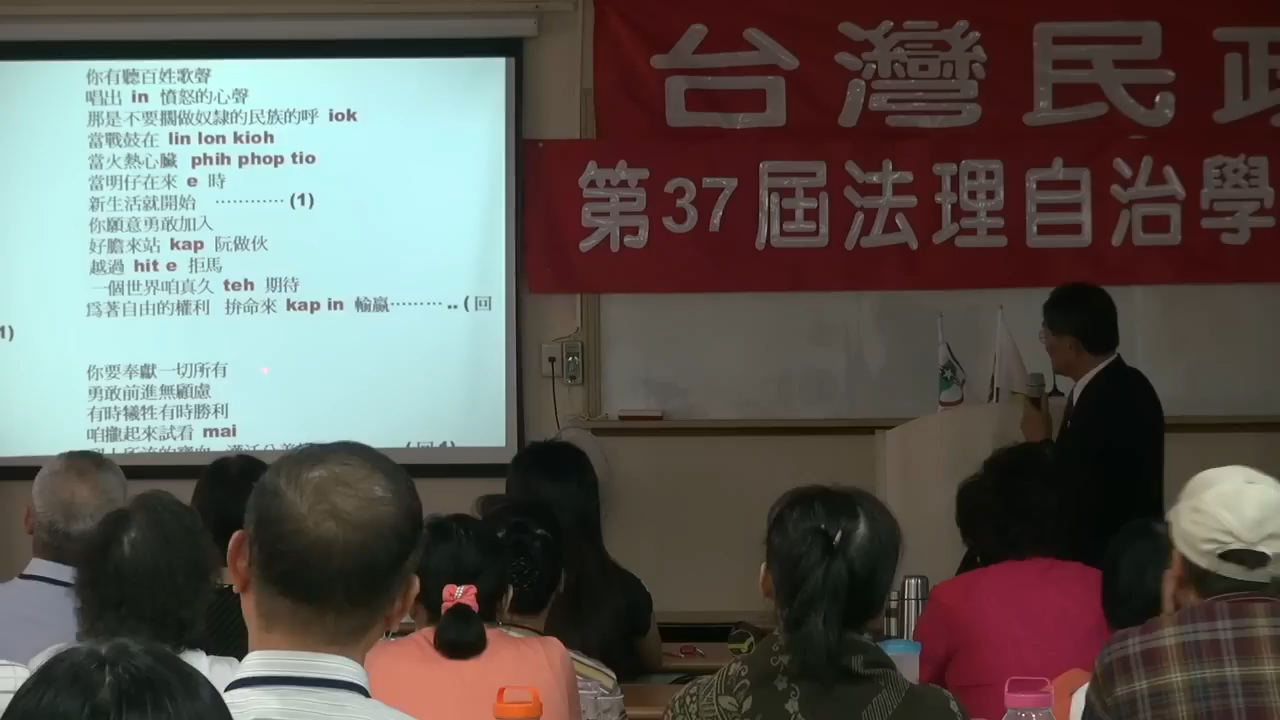 你有聽百姓歌聲
唱出 in 憤怒的心聲
那是不要擱做奴隸的民族的呼 iok
當戰鼓在 lin lon kioh
當火熱心臟 phih phop tio
當明仔在來 e 時
新生活就開始 ………… (1)
你願意勇敢加入
好膽來站 kap 阮做伙
越過 hit e 拒馬
一個世界咱真久 teh 期待
爲著自由的權利 拚命來 kap in 輸贏……… .. ( 回
1)
你要奉獻一切所有
勇敢前進無顧慮
有時犧牲有時勝利
咱攏起來試看 mai
台灣民政
第37屆法理自治學